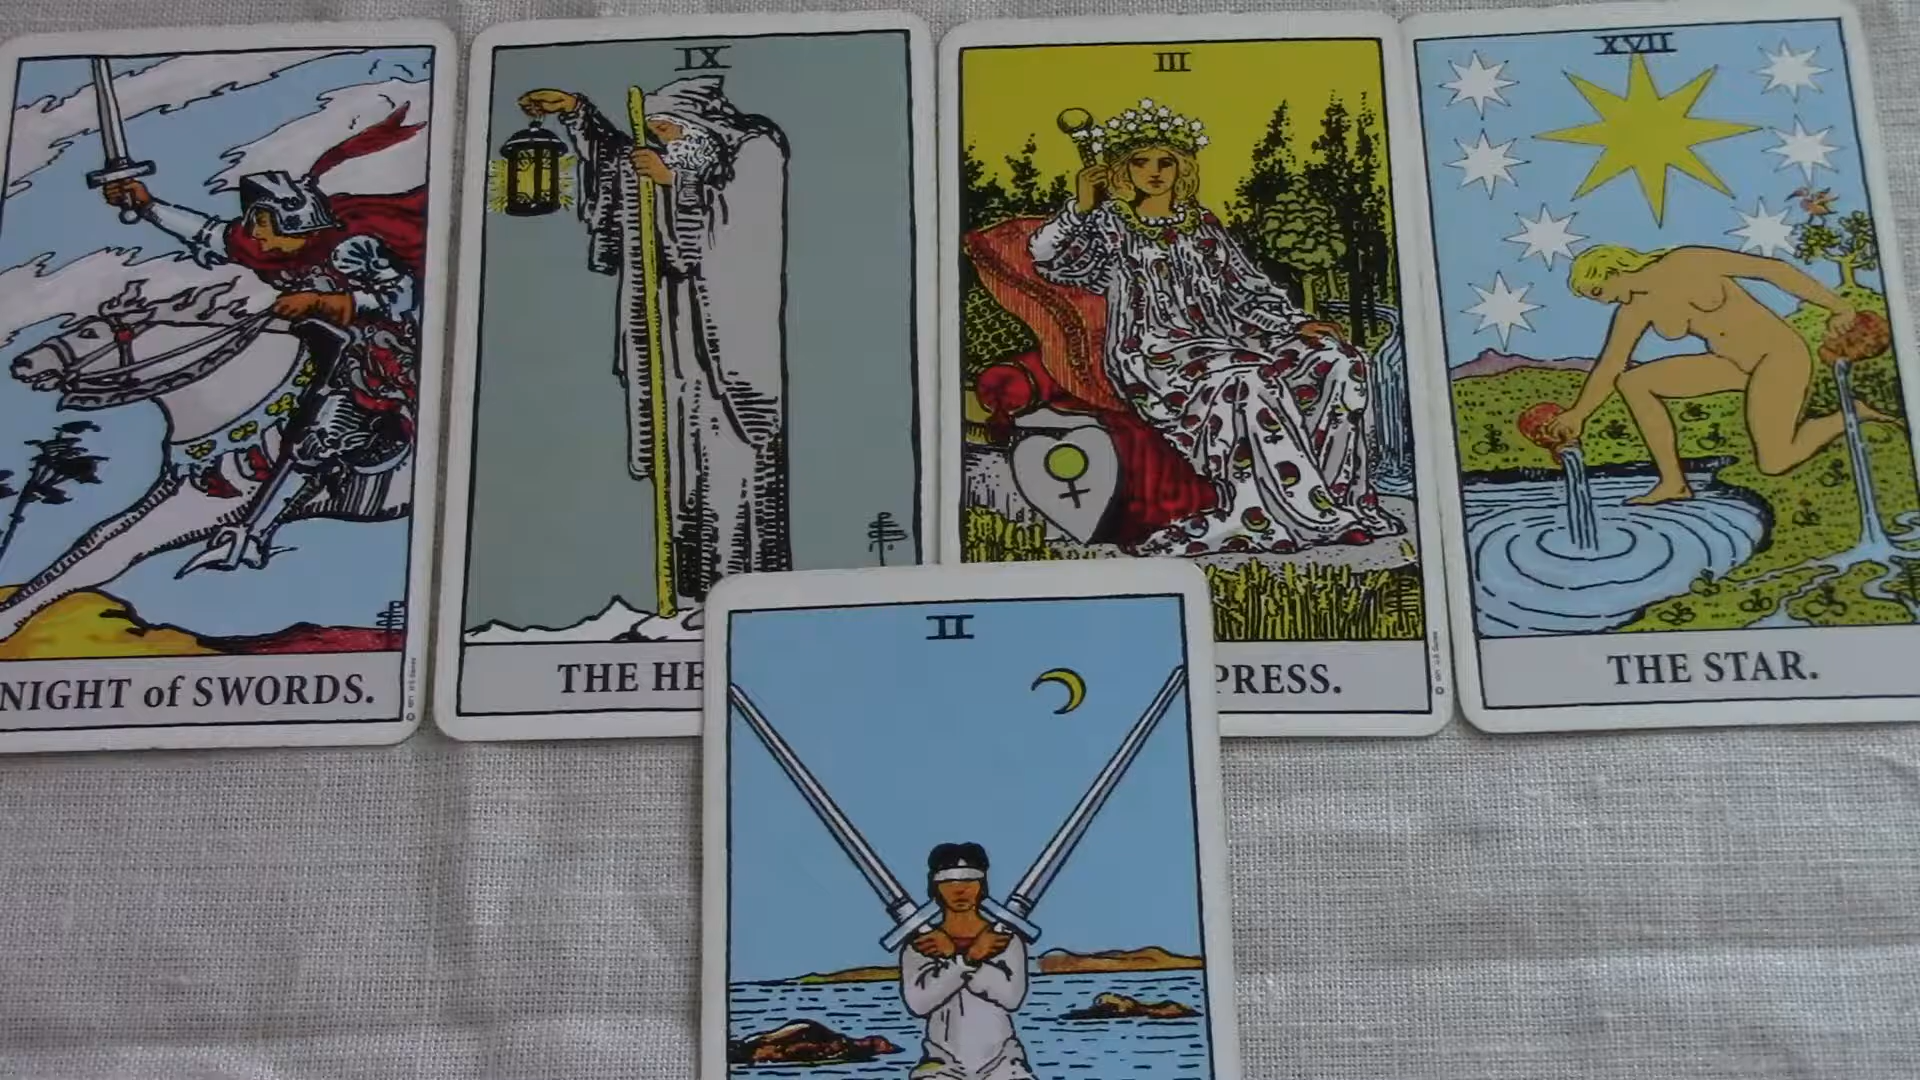 IX
III
XVII
NIGHT of SWORDS.
THE HE
PRESS.
THE STAR.
II